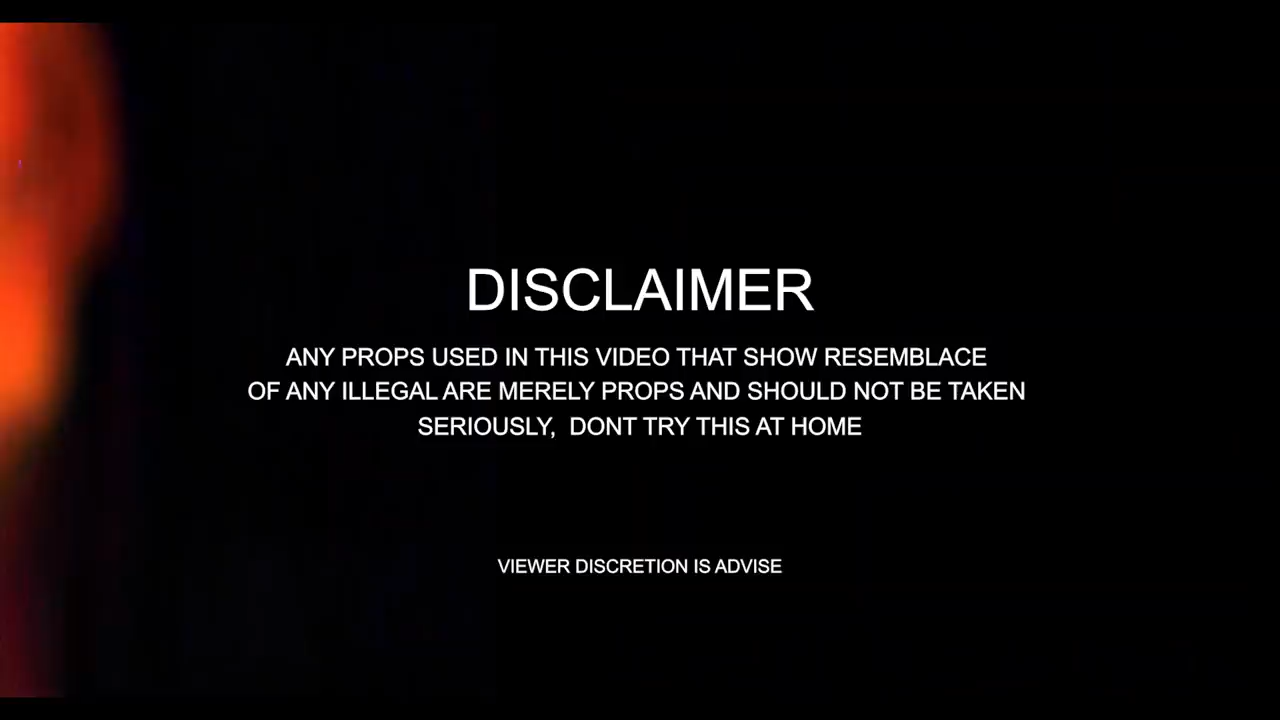 DISCLAIMER
ANY PROPS USED IN THIS VIDEO THAT SHOW RESEMBLACE
OF ANY ILLEGAL ARE MERELY PROPS AND SHOULD NOT BE TAKEN
SERIOUSLY,  DONT TRY THIS AT HOME
VIEWER DISCRETION IS ADVISE